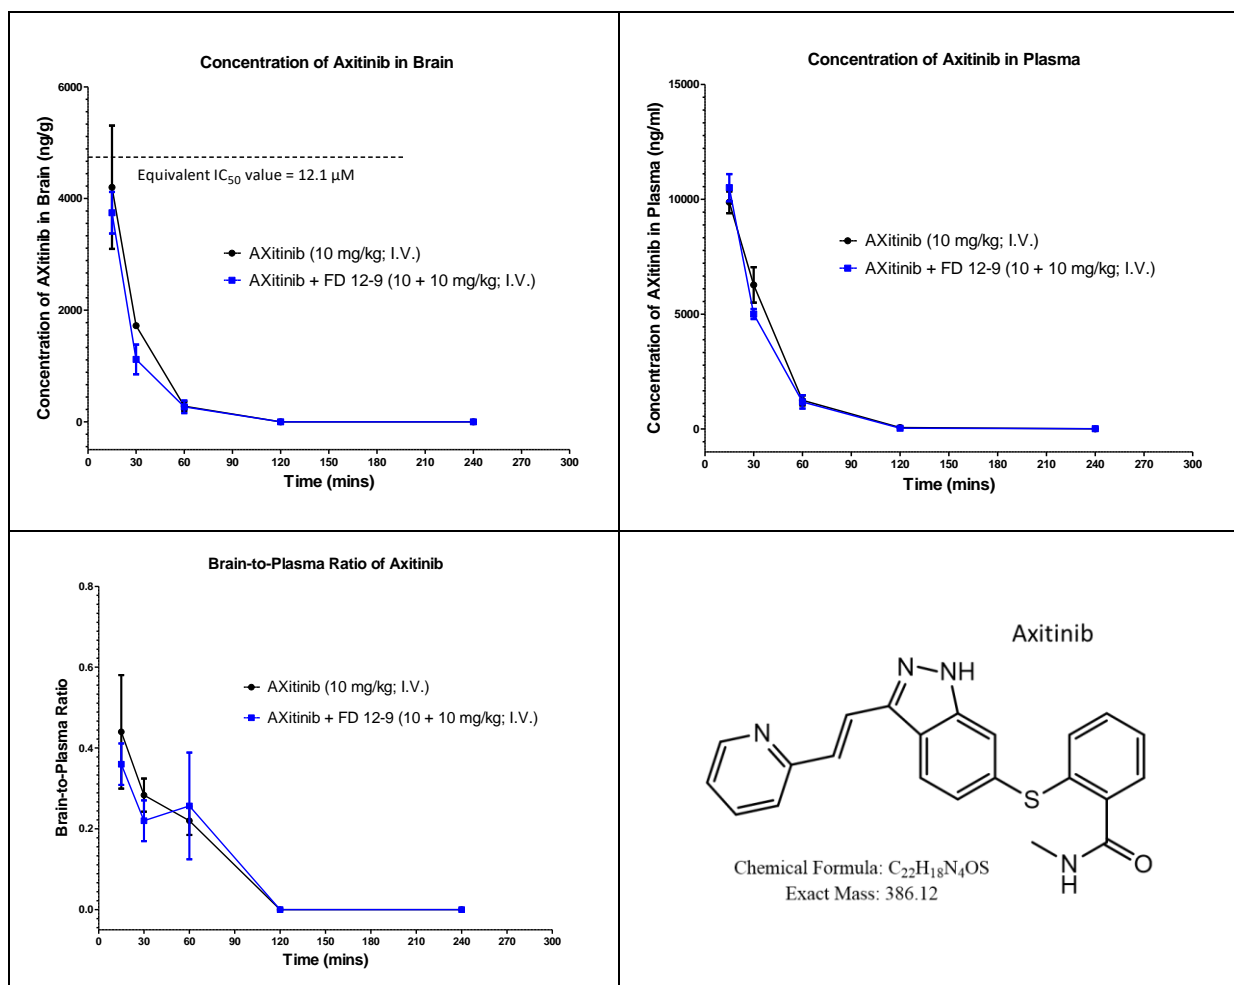 Concentration of Axitinib in Brain
Concentration of AXitinib in Brain (ng/g)
6000
4000
2000
0
Equivalent IC50 value = 12.1 µM
AXitinib (10 mg/kg; I.V.)
AXitinib + FD 12-9 (10 + 10 mg/kg; I.V.)
0 30 60 90 120 150 180 210 240 270 300
Time (mins)
Concentration of Axitinib in Plasma
Concentration of AXitinib in Plasma (ng/ml)
15000
10000
5000
0
AXitinib (10 mg/kg; I.V.)
AXitinib + FD 12-9 (10 + 10 mg/kg; I.V.)
0 30 60 90 120 150 180 210 240 270 300
Time (mins)
Brain-to-Plasma Ratio of Axitinib
Brain-to-Plasma Ratio
0.8
0.6
0.4
0.2
0.0
AXitinib (10 mg/kg; I.V.)
AXitinib + FD 12-9 (10 + 10 mg/kg; I.V.)
0 30 60 90 120 150 180 210 240 270 300
Time (mins)
Axitinib
N NH
N
S
N
H
O
Chemical Formula: C22H18N4OS
Exact Mass: 386.12